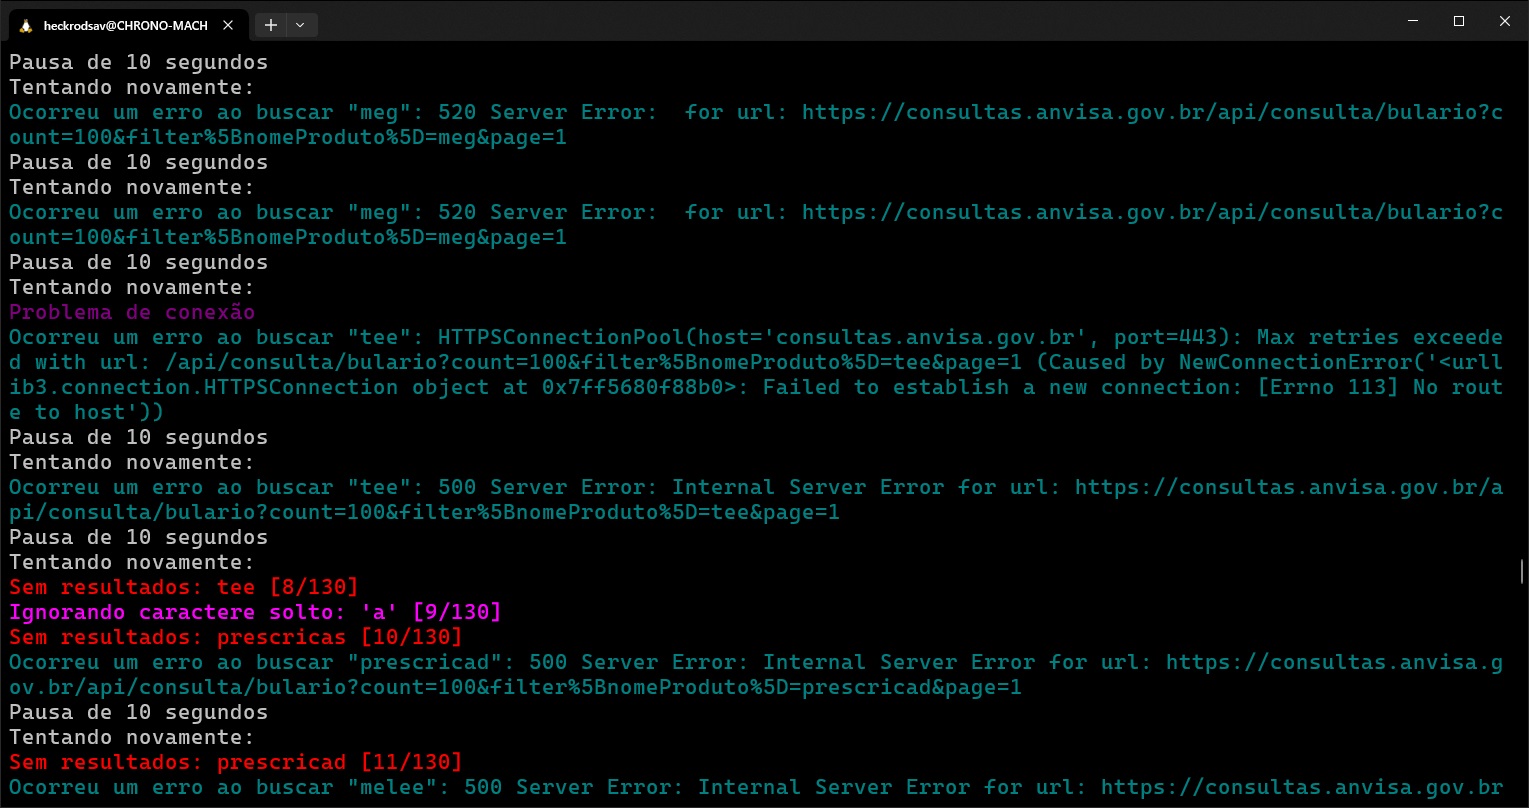 heckrodsav@CHRONO-MACH
Pausa de 10 segundos
Tentando novamente:
Ocorreu um erro ao buscar "meg": 520 Server Error:  for url: https://consultas.anvisa.gov.br/api/consulta/bulario?c
ount=100&filter%5BnomeProduto%5D=meg&page=1
Pausa de 10 segundos
Tentando novamente:
Ocorreu um erro ao buscar "meg": 520 Server Error:  for url: https://consultas.anvisa.gov.br/api/consulta/bulario?c
ount=100&filter%5BnomeProduto%5D=meg&page=1
Pausa de 10 segundos
Tentando novamente:
Problema de conexão
Ocorreu um erro ao buscar "tee": HTTPSConnectionPool(host='consultas.anvisa.gov.br', port=443): Max retries exceede
d with url: /api/consulta/bulario?count=100&filter%5BnomeProduto%5D=tee&page=1 (Caused by NewConnectionError('<urll
ib3.connection.HTTPSConnection object at 0x7ff5680f88b0>: Failed to establish a new connection: [Errno 113] No rout
e to host'))
Pausa de 10 segundos
Tentando novamente:
Ocorreu um erro ao buscar "tee": 500 Server Error: Internal Server Error for url: https://consultas.anvisa.gov.br/a
pi/consulta/bulario?count=100&filter%5BnomeProduto%5D=tee&page=1
Pausa de 10 segundos
Tentando novamente:
Sem resultados: tee [8/130]
Ignorando caractere solto: 'a' [9/130]
Sem resultados: prescricas [10/130]
Ocorreu um erro ao buscar "prescricad": 500 Server Error: Internal Server Error for url: https://consultas.anvisa.g
ov.br/api/consulta/bulario?count=100&filter%5BnomeProduto%5D=prescricad&page=1
Pausa de 10 segundos
Tentando novamente:
Sem resultados: prescricad [11/130]
Ocorreu um erro ao buscar "melee": 500 Server Error: Internal Server Error for url: https://consultas.anvisa.gov.br